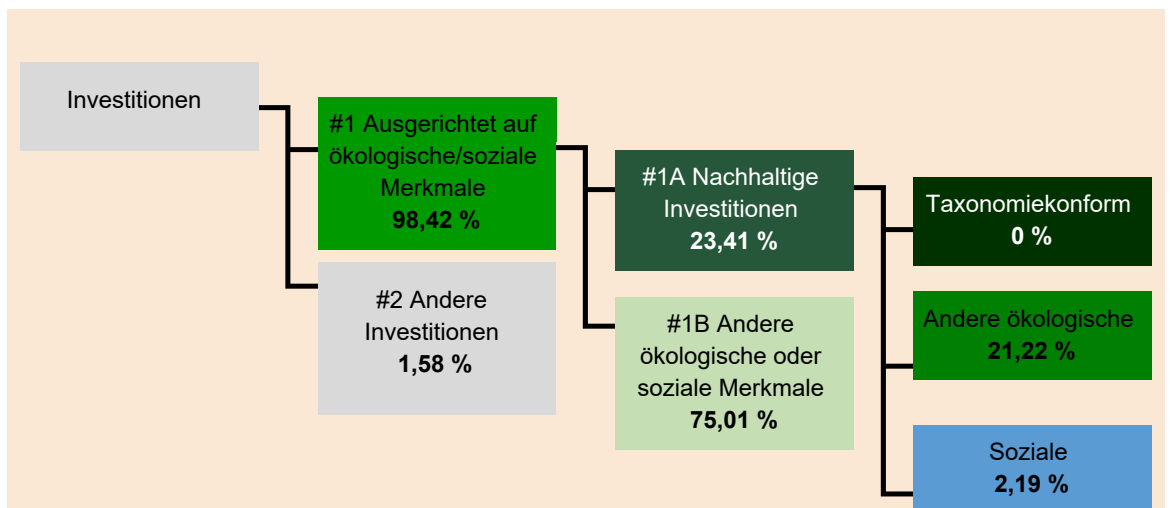 Investitionen
#1 Ausgerichtet auf
ökologische/soziale
Merkmale
98,42 %
#2 Andere
Investitionen
1,58 %
#1A Nachhaltige
Investitionen
23,41 %
#1B Andere
ökologische oder
soziale Merkmale
75,01 %
Taxonomiekonform
0 %
Andere ökologische
21,22 %
Soziale
2,19 %